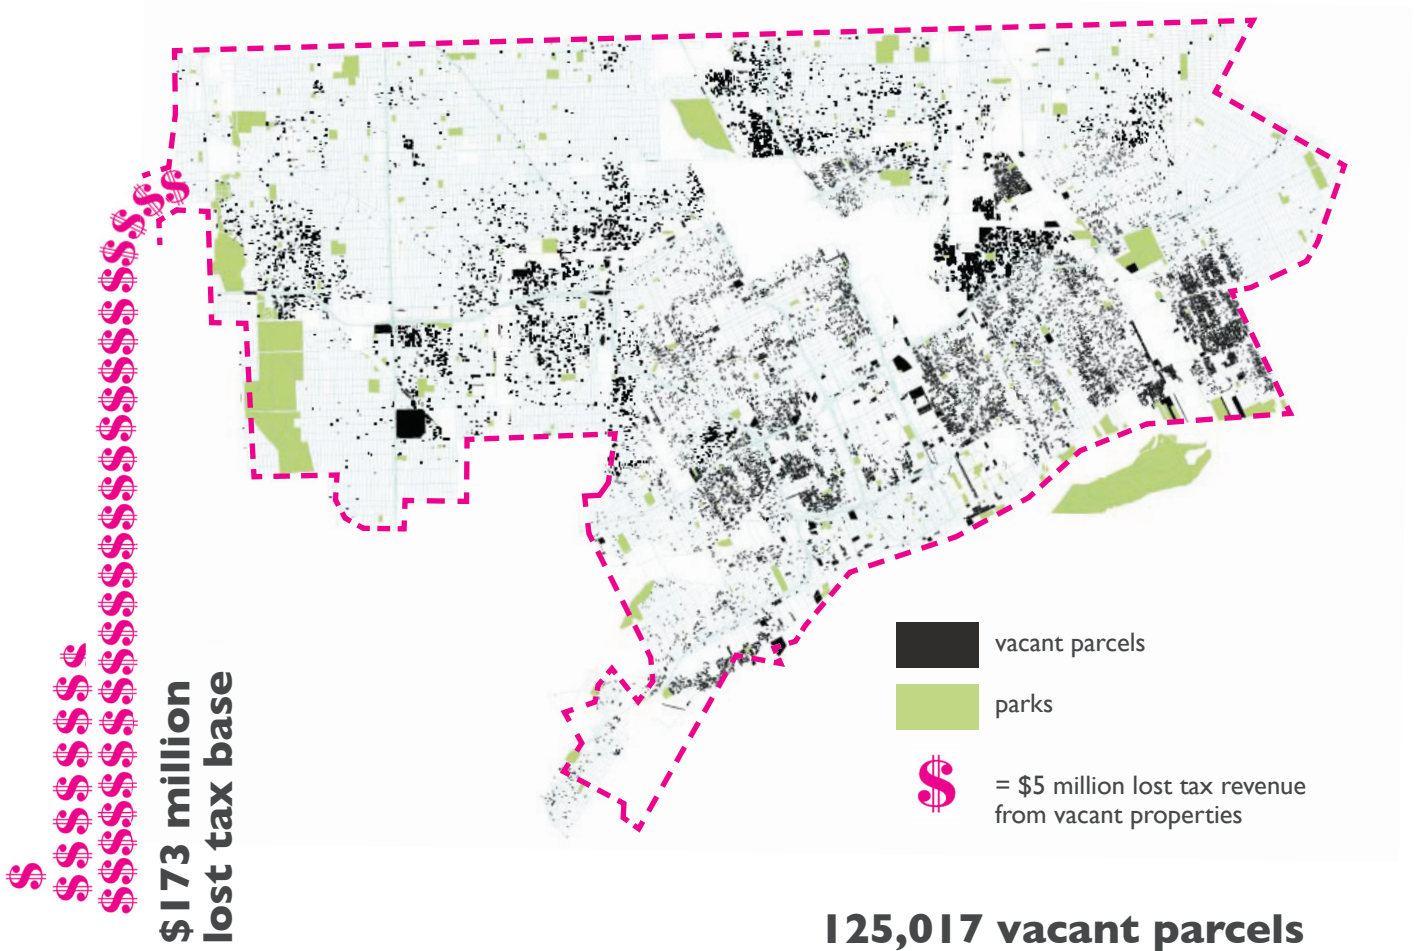 vacant parcels
parks
$ = $5 million lost tax revenue
from vacant properties
$173 million
lost tax base
125,017 vacant parcels